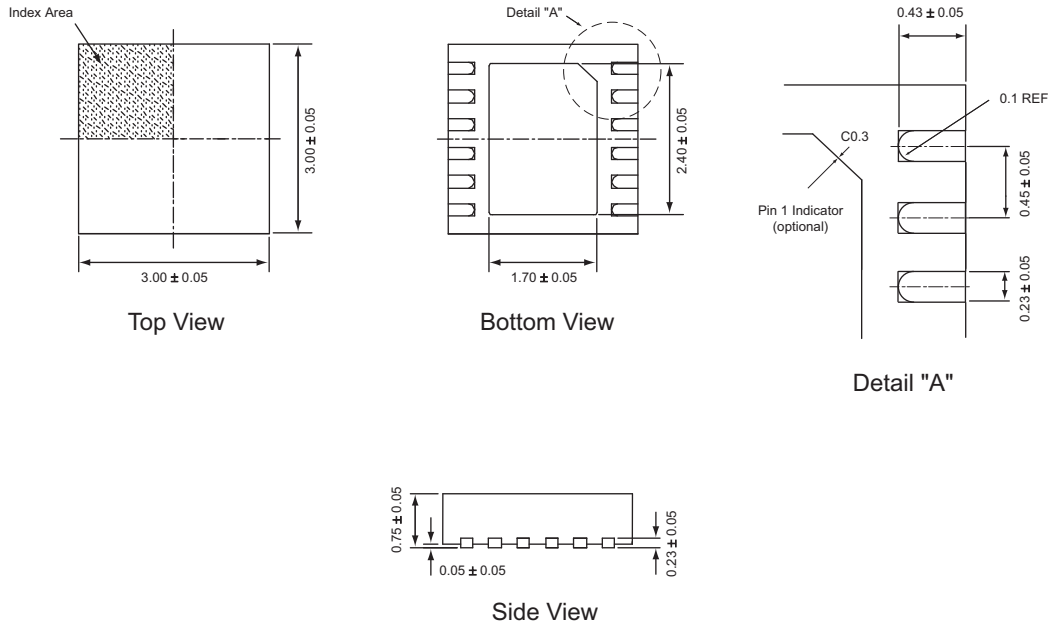 Index Area
3.00 ± 0.05
3.00 ± 0.05
Top View
Detail "A"
2.40 ± 0.05
1.70 ± 0.05
Bottom View
0.43 ± 0.05
0.1 REF
C0.3
0.45 ± 0.05
Pin 1 Indicator
(optional)
0.23 ± 0.05
Detail "A"
0.75 ± 0.05
0.05 ± 0.05
0.23 ± 0.05
Side View